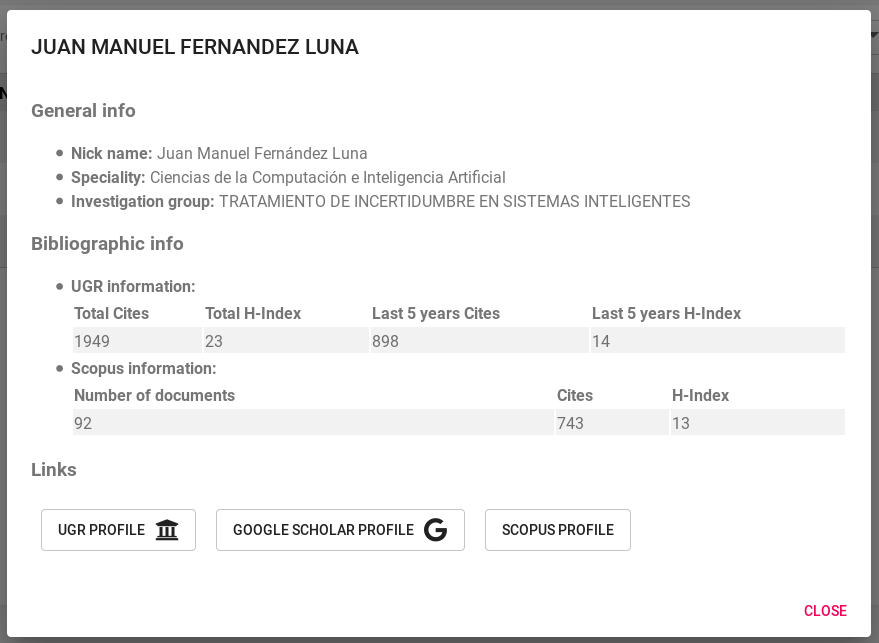 JUAN MANUEL FERNANDEZ LUNA
General info
Nick name: Juan Manuel Fernández Luna
Speciality: Ciencias de la Computación e Inteligencia Artificial
Investigation group: TRATAMIENTO DE INCERTIDUMBRE EN SISTEMAS INTELIGENTES
Bibliographic info
UGR information:
Total Cites Total H-Index Last 5 years Cites Last 5 years H-Index
1949 23 898 14
Scopus information:
Number of documents Cites H-Index
92 743 13
Links
UGR PROFILE GOOGLE SCHOLAR PROFILE SCOPUS PROFILE
CLOSE